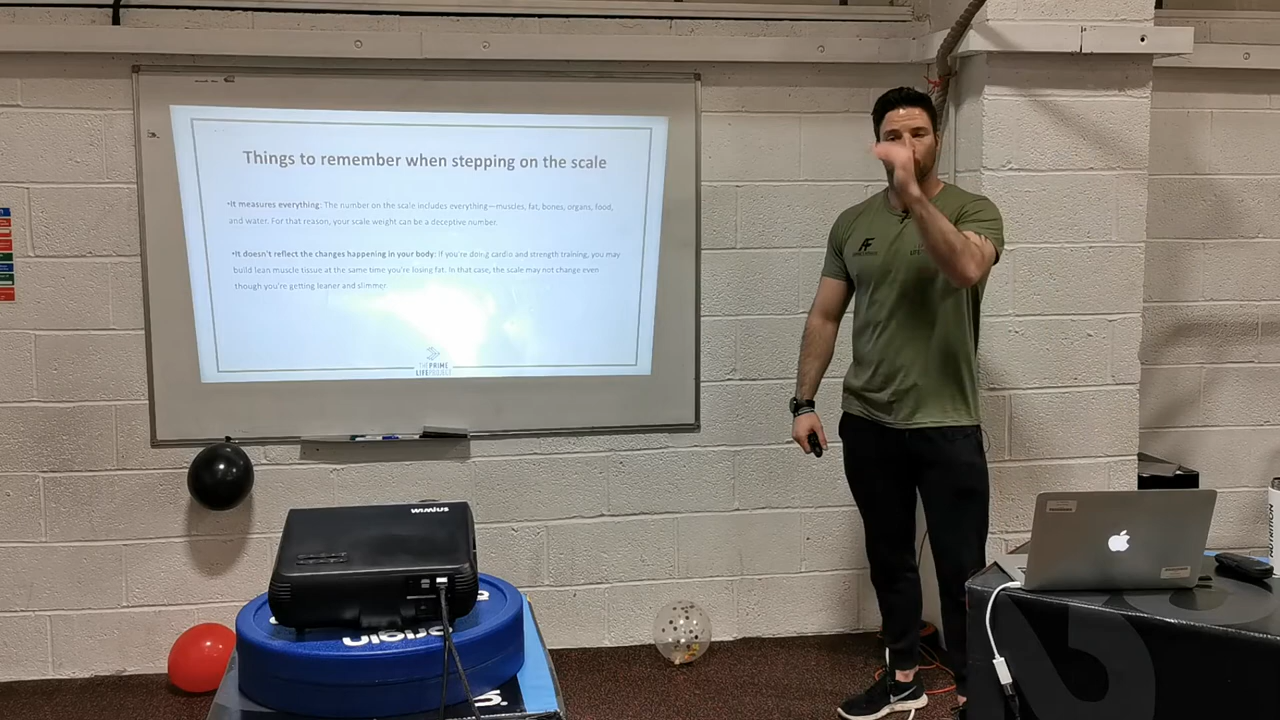 Things to remember when stepping on the scale
•It measures everything: The number on the scale includes everything—muscles, fat, bones, organs, food,
and water. For that reason, your scale weight can be a deceptive number.
•It doesn't reflect the changes happening in your body: If you're doing cardio and strength training, you may
build lean muscle tissue at the same time you're losing fat. In that case, the scale may not change even
though you're getting leaner and slimmer.
THE PRIME
LIFE PROJECT
AF
wimius
origin
NUTRITION